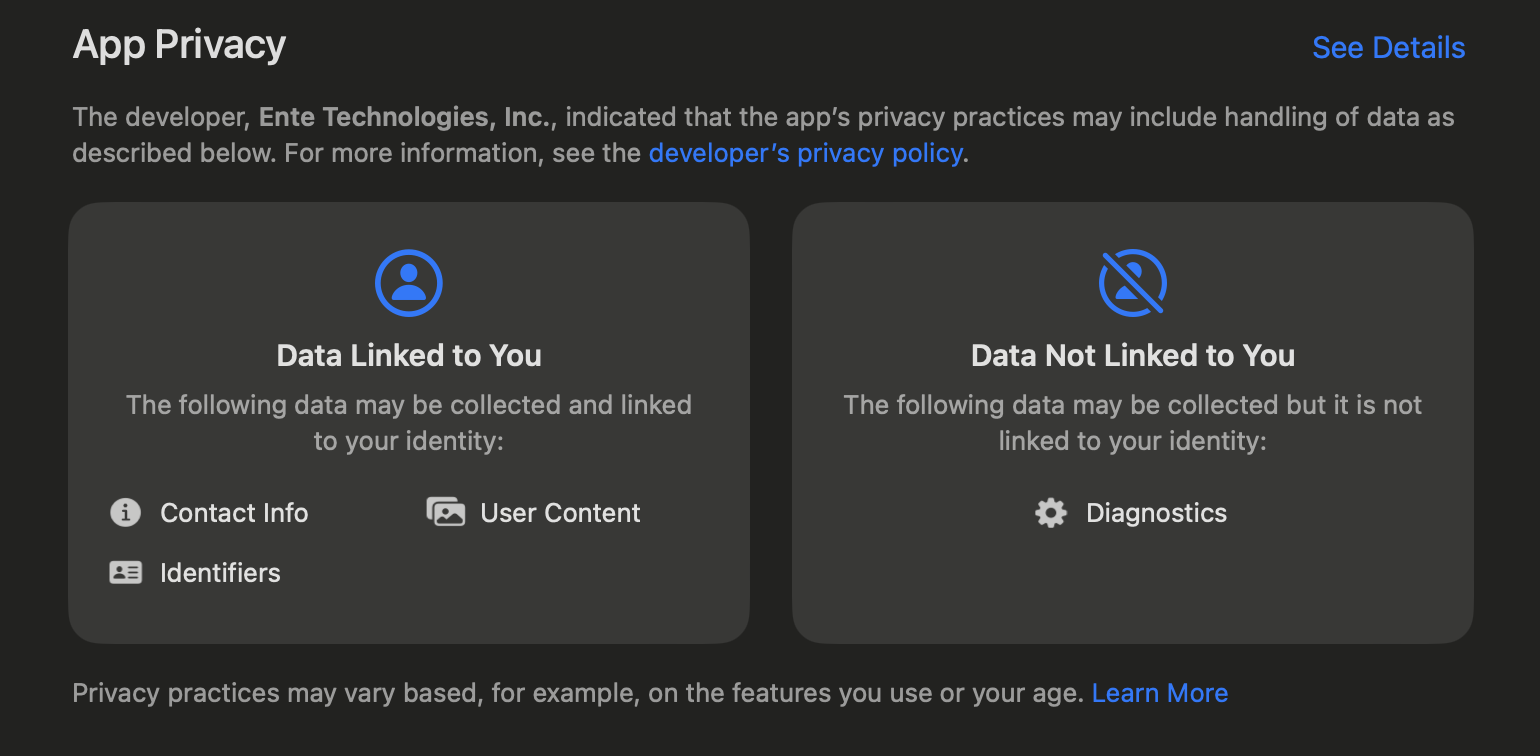 App Privacy
See Details
The developer, Ente Technologies, Inc., indicated that the app’s privacy practices may include handling of data as
described below. For more information, see the developer’s privacy policy.
Data Linked to You
The following data may be collected and linked
to your identity:
Contact Info
User Content
Identifiers
Data Not Linked to You
The following data may be collected but it is not
linked to your identity:
Diagnostics
Privacy practices may vary based, for example, on the features you use or your age. Learn More